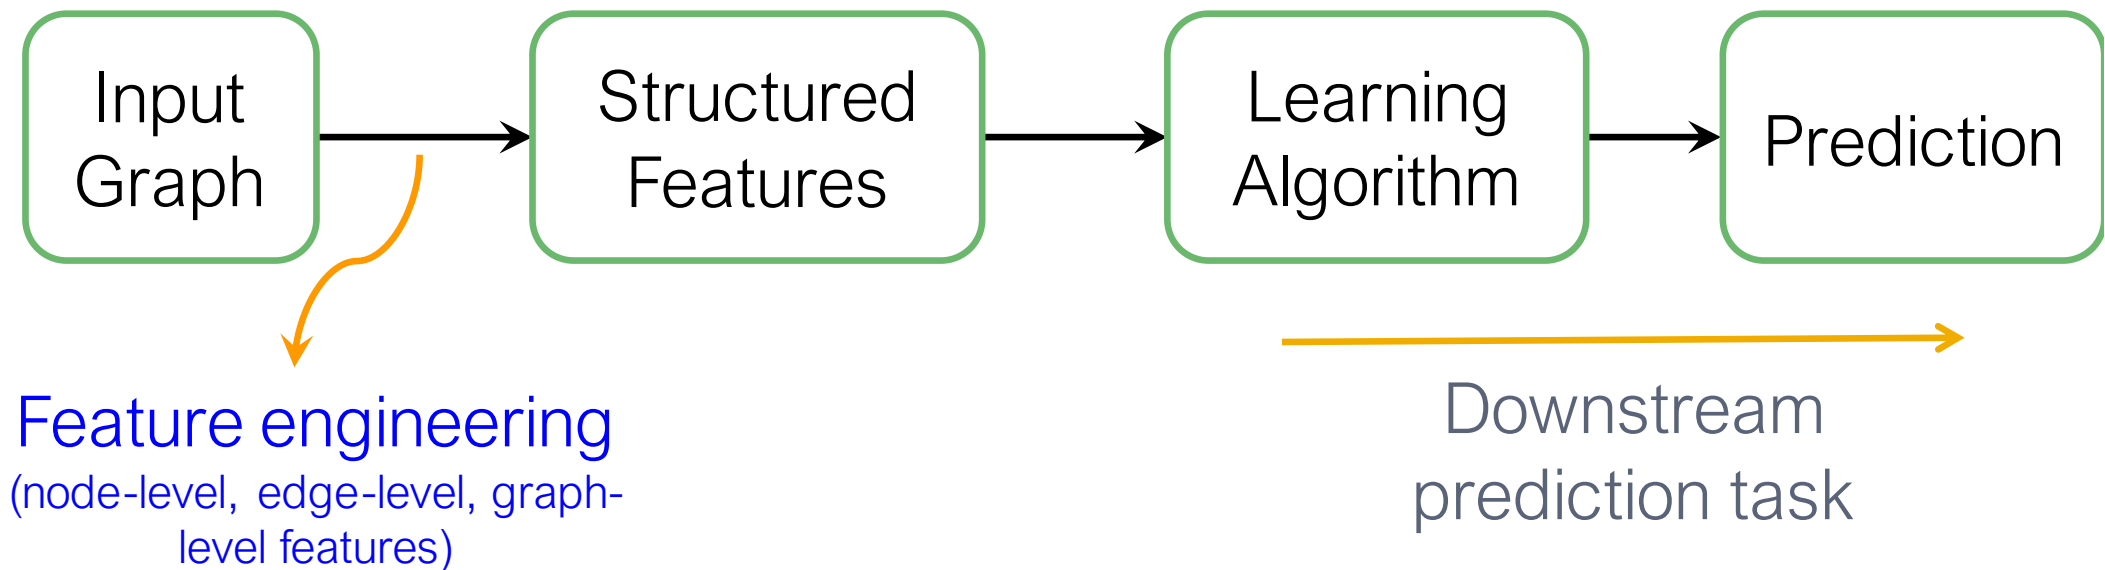 Input
Graph
Structured
Features
Learning
Algorithm
Prediction
Feature engineering
(node-level, edge-level, graph-
level features)
Downstream
prediction task